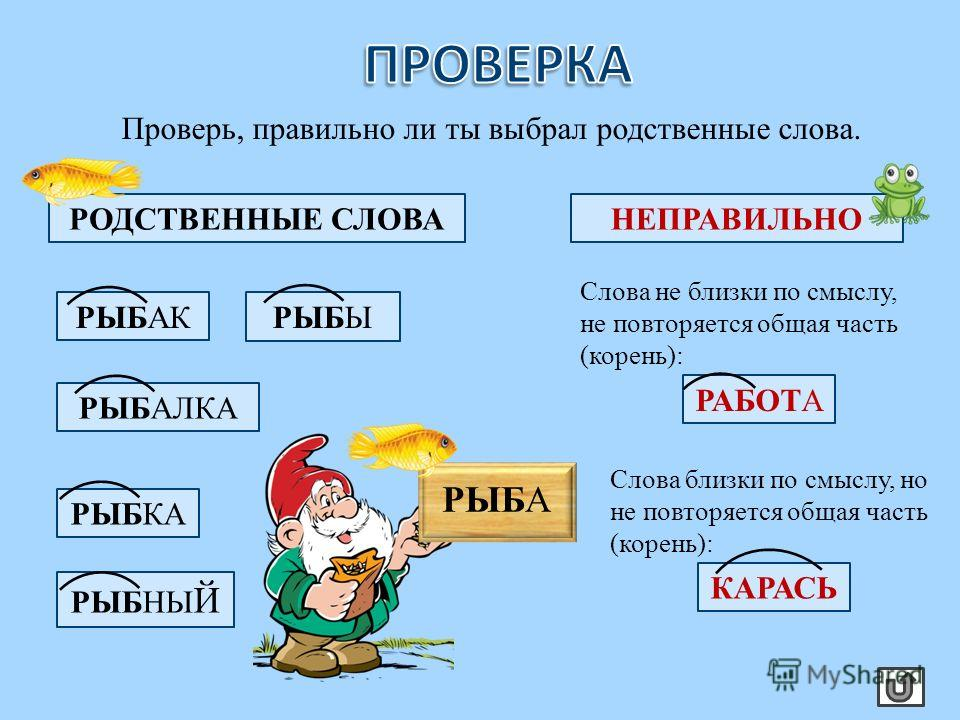 ПРОВЕРКА
Проверь, правильно ли ты выбрал родственные слова.
РОДСТВЕННЫЕ СЛОВА
РЫБАК
РЫБЫ
РЫБАЛКА
РЫБКА
РЫБНЫЙ
РЫБА
НЕПРАВИЛЬНО
Слова не близки по смыслу,
не повторяется общая часть
(корень):
РАБОТА
Слова близки по смыслу, но
не повторяется общая часть
(корень):
КАРАСЬ
MyShared